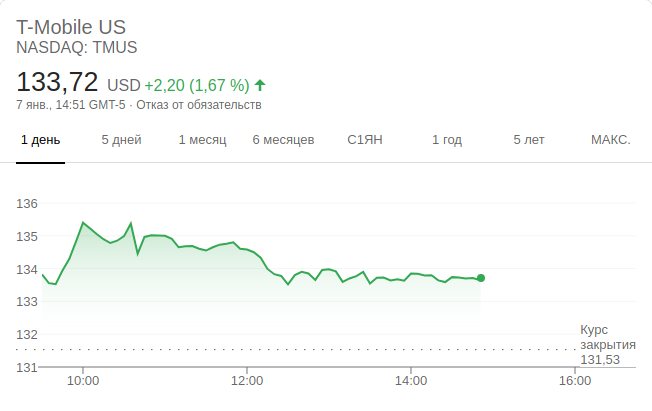 T-Mobile US
NASDAQ: TMUS
133,72 USD +2,20 (1,67 %)
7 янв., 14:51 GMT-5 · Отказ от обязательств
1 день 5 дней 1 месяц 6 месяцев С1ЯН 1 год 5 лет МАКС.
136
135
134
133
132
131
Курс
закрытия
131,53
10:00 12:00 14:00 16:00